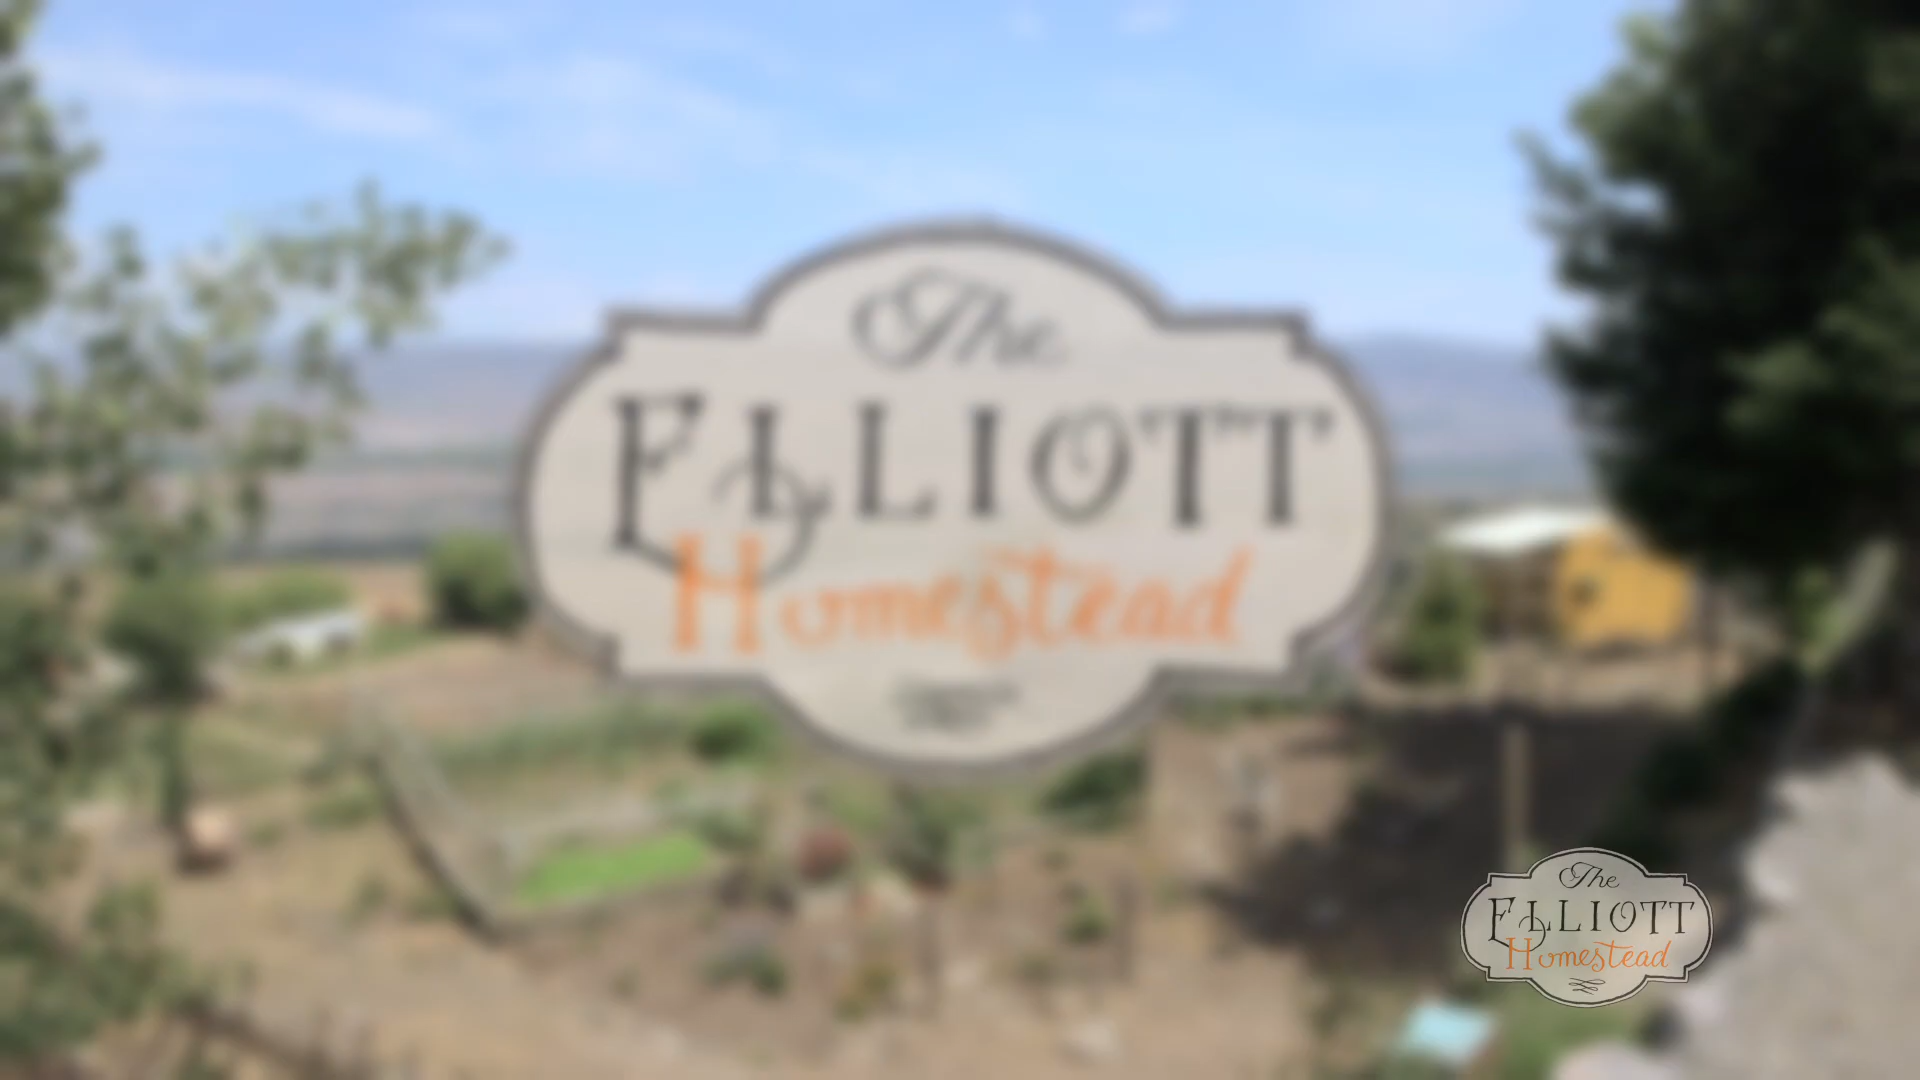 The
ELLIOTT
Homestead
The
ELLIOTT
Homestead